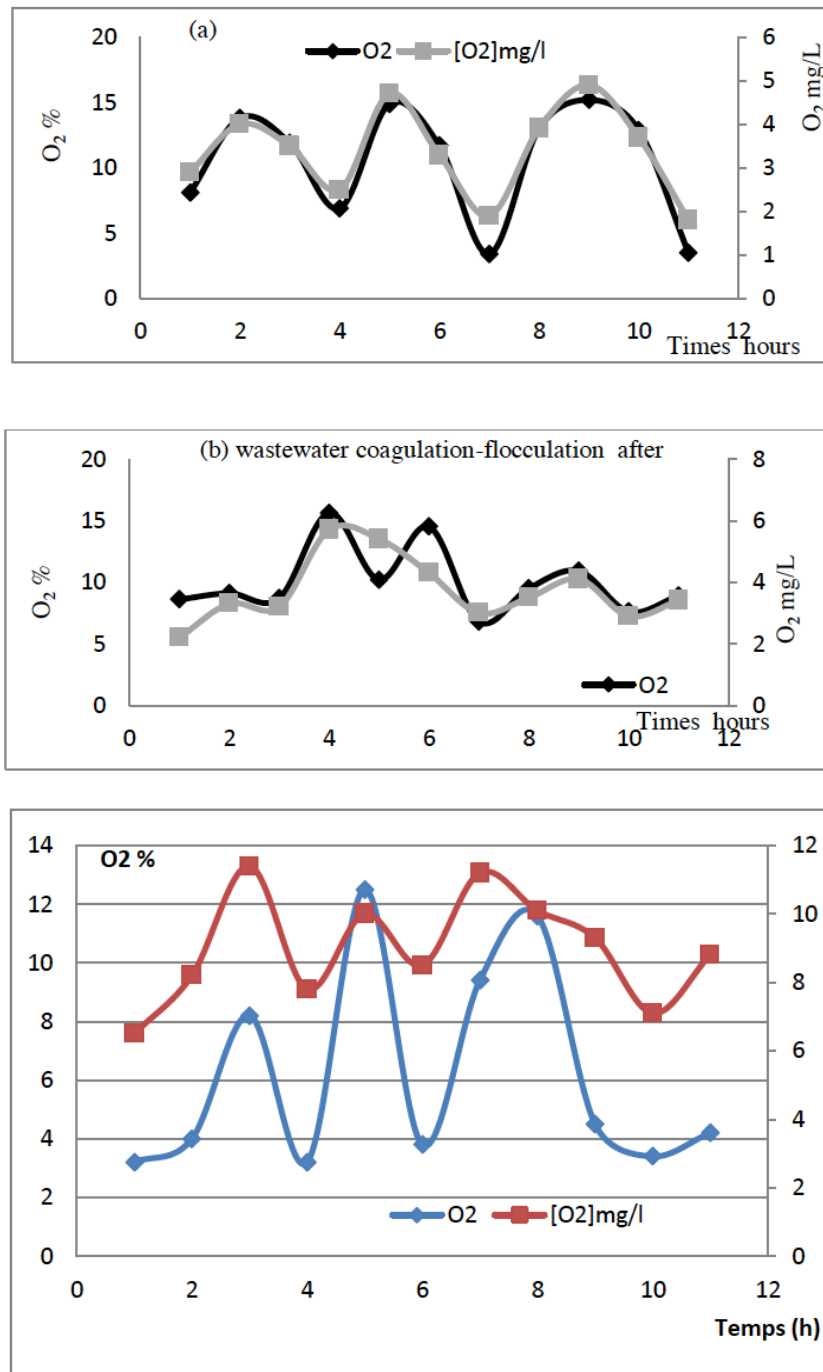 (a)
O2 [O2]mg/l
20
15
10
5
0
O2 %
6
5
4
3
2
1
0
O2 mg/L
0 2 4 6 8 10 12
Times hours
(b) wastewater coagulation-flocculation after
20
15
10
5
0
O2 %
8
6
4
2
0
O2 mg/L
O2
Times hours
0 2 4 6 8 10 12
O2 %
14
12
10
8
6
4
2
0
12
10
8
6
4
2
0
O2 [O2]mg/l
0 2 4 6 8 10 12
Temps (h)